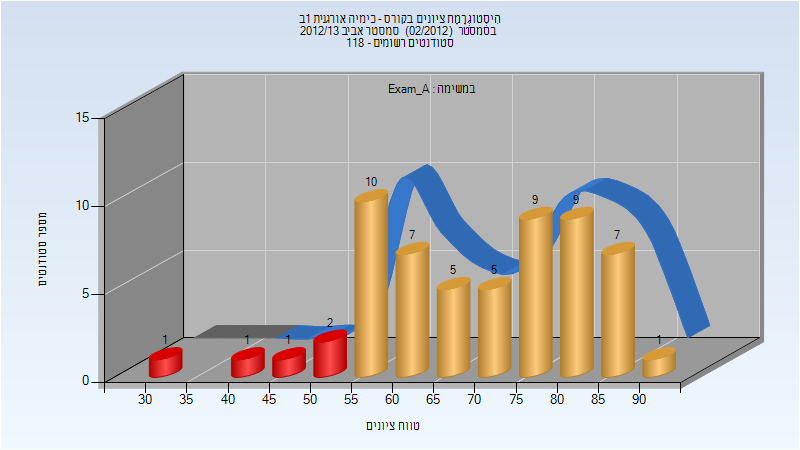 היסטוגרמת ציונים בקורס - כימיה אורגנית 1ב
בסמסטר (02/2012) סמסטר אביב 2012/13
סטודנטים רשומים - 118
במשימה : Exam_A
מספר סטודנטים
15
10
5
0
1
1
1
2
10
7
5
5
9
9
7
1
30 35 40 45 50 55 60 65 70 75 80 85 90
טווח ציונים